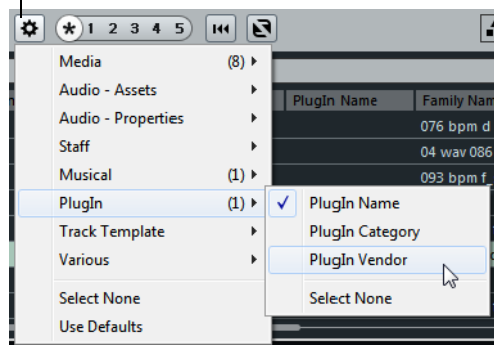 * 1 2 3 4 5
Media (8)
Audio - Assets
PlugIn Name Family Nam
Audio - Properties
076 bpm d
Staff
04 wav 086
Musical (1)
093 bpm f_
PlugIn (1)
✓ PlugIn Name
Track Template
PlugIn Category
Various
PlugIn Vendor
Select None
Select None
Use Defaults